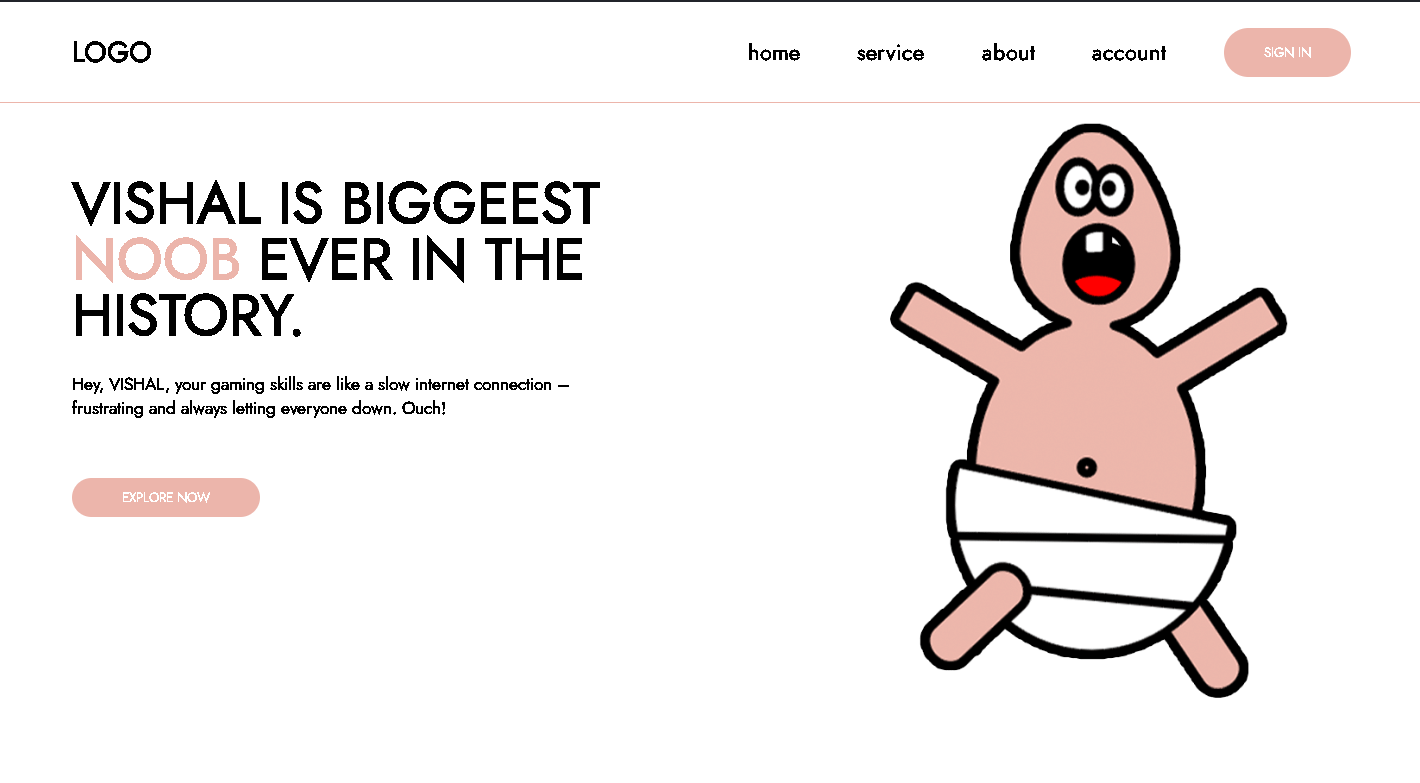 LOGO
home service about account SIGN IN
VISHAL IS BIGGEEST
NOOB EVER IN THE
HISTORY.
Hey, VISHAL, your gaming skills are like a slow internet connection –
frustrating and always letting everyone down. Ouch!
EXPLORE NOW